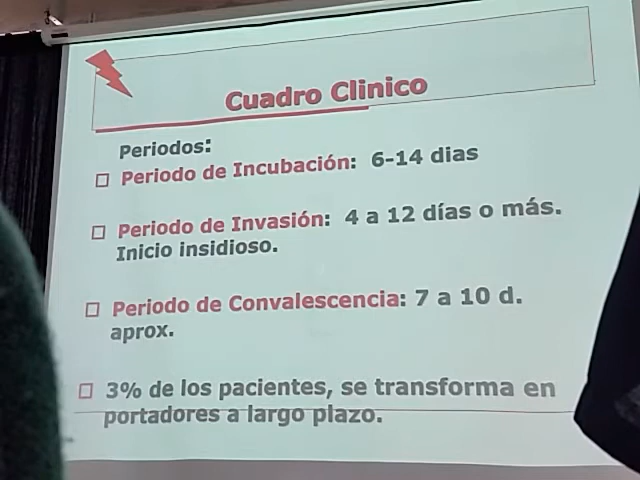 Cuadro Clinico
Periodos:
Periodo de Incubación: 6-14 dias
Periodo de Invasión: 4 a 12 días o más.
Inicio insidioso.
Periodo de Convalescencia: 7 a 10 d.
aprox.
3% de los pacientes, se transforma en
portadores a largo plazo.